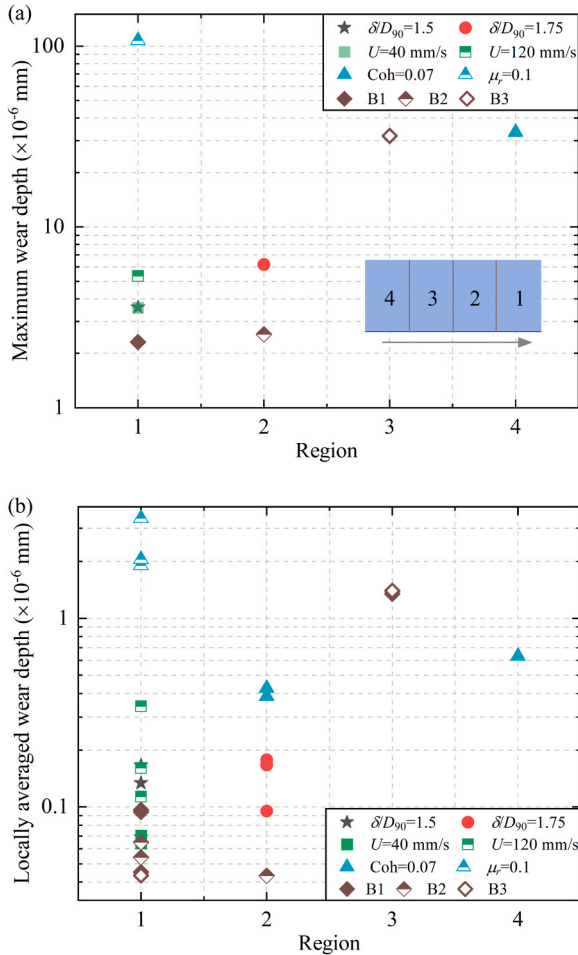 (a)
Maximum wear depth (×10⁻⁶ mm)
100
10
1
δ/D₉₀=1.5 δ/D₉₀=1.75
U=40 mm/s U=120 mm/s
Coh=0.07 μᵣ=0.1
B1 B2 B3
4 3 2 1
1 2 3 4
Region
(b)
Locally averaged wear depth (×10⁻⁶ mm)
1
0.1
δ/D₉₀=1.5 δ/D₉₀=1.75
U=40 mm/s U=120 mm/s
Coh=0.07 μᵣ=0.1
B1 B2 B3
1 2 3 4
Region